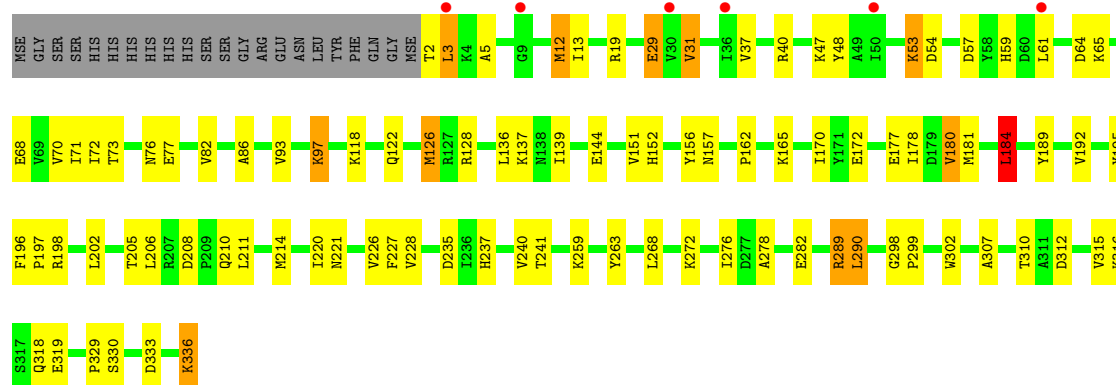 MSE GLY SER SER HIS HIS HIS HIS HIS HIS SER SER GLY ARG GLU ASN LEU TYR PHE GLN GLY MSE T2 L3 K4 A5 G9 M12 I13 R19 E29 V30 V31 I36 V37 R40 K47 Y48 A49 I50 K53 D54 D57 Y58 H59 D60 L61 D64 K65
E68 V69 V70 I71 I72 T73 N76 E77 V82 A86 V93 K97 K118 Q122 M126 R127 R128 L136 K137 N138 I139 E144 V151 H152 Y156 N157 P162 K165 I170 Y171 E172 E177 I178 D179 V180 M181 L184 Y189 V192
F196 P197 R198 L202 T205 L206 R207 D208 P209 Q210 L211 M214 I220 N221 V226 F227 V228 D235 I236 H237 V240 T241 K259 Y263 L268 K272 I276 D277 A278 E282 R289 L290 G298 P299 W302 A307 T310 A311 D312 V315
S317 Q318 E319 P329 S330 D333 K336